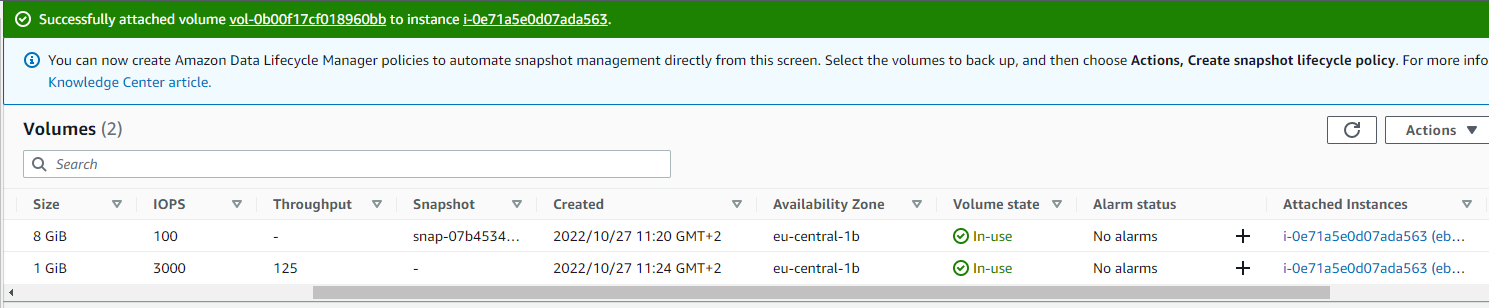 Successfully attached volume vol-0b00f17cf018960bb to instance i-0e71a5e0d07ada563.
You can now create Amazon Data Lifecycle Manager policies to automate snapshot management directly from this screen. Select the volumes to back up, and then choose Actions, Create snapshot lifecycle policy. For more info
Knowledge Center article.
Volumes (2)
Actions
Search
Size IOPS Throughput Snapshot Created Availability Zone Volume state Alarm status Attached Instances
8 GiB 100 - snap-07b4534... 2022/10/27 11:20 GMT+2 eu-central-1b In-use No alarms + i-0e71a5e0d07ada563 (eb...
1 GiB 3000 125 - 2022/10/27 11:24 GMT+2 eu-central-1b In-use No alarms + i-0e71a5e0d07ada563 (eb...